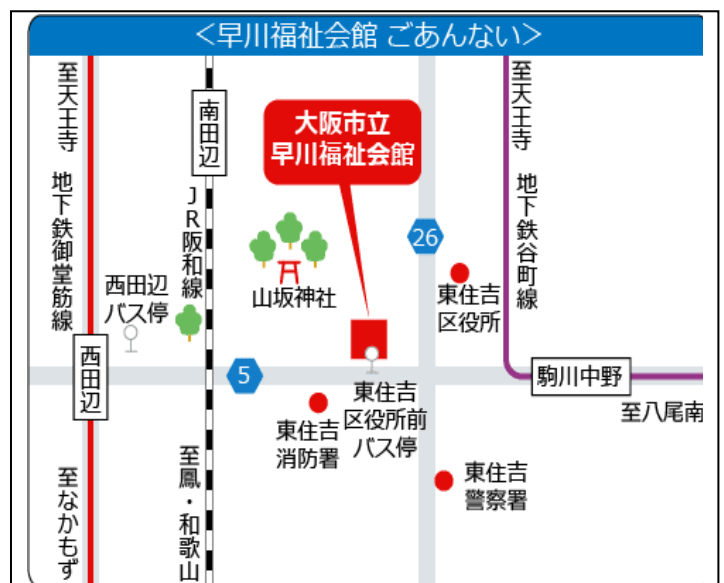 ＜早川福祉会館 ごあんない＞
至天王寺
地下鉄御堂筋線
西田辺
至なかもず
西田辺
バス停
南田辺
JR阪和線
至鳳・和歌山
大阪市立
早川福祉会館
山坂神社
5
26
東住吉
区役所
東住吉
区役所前
バス停
東住吉
消防署
東住吉
警察署
至天王寺
地下鉄谷町線
駒川中野
至八尾南